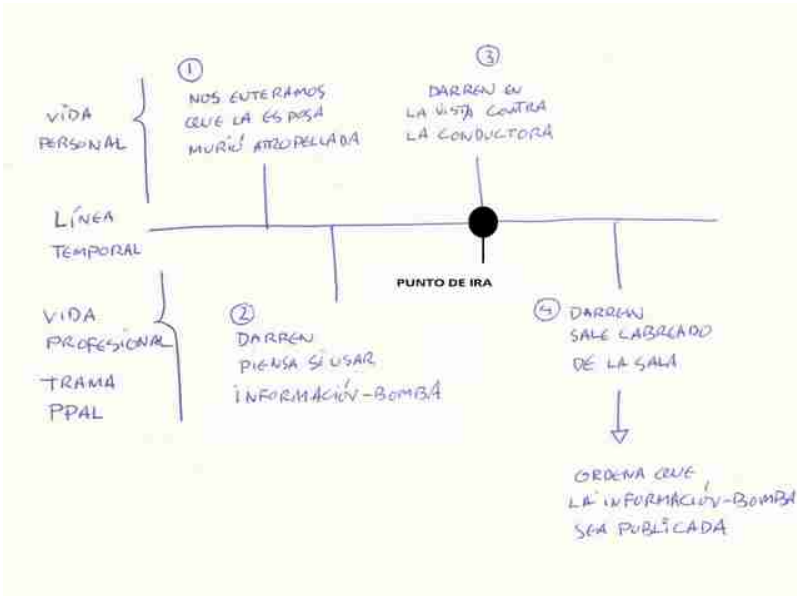 ①
NOS ENTERAMOS
QUE LA ESPOSA
MURIÓ ATROPELLADA
③
DARREN EN
LA VISTA CONTRA
LA CONDUCTORA
VIDA
PERSONAL
LÍNEA
TEMPORAL
PUNTO DE IRA
VIDA
PROFESIONAL
TRAMA
PPAL
②
DARREN
PIENSA SI USAR
INFORMACIÓN-BOMBA
④ DARREN
SALE CABREADO
DE LA SALA
ORDENA QUE
LA INFORMACIÓN-BOMBA
SEA PUBLICADA